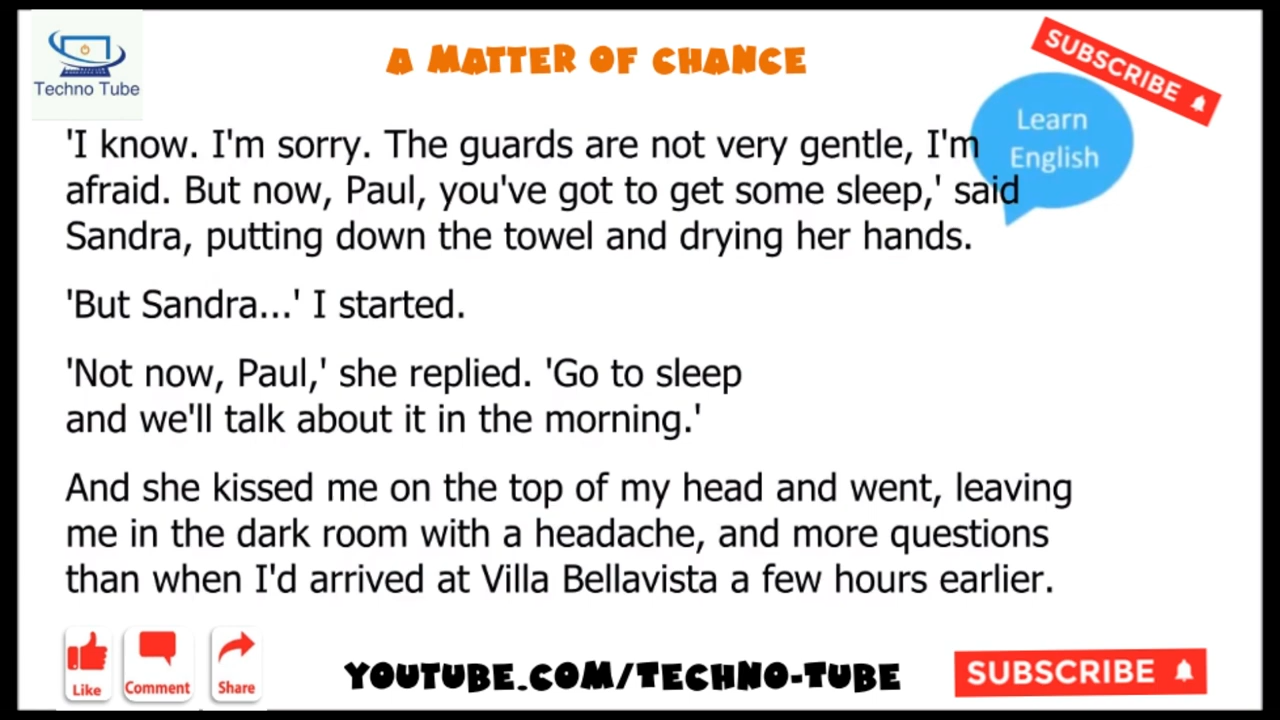 Techno Tube
A MATTER OF CHANCE
SUBSCRIBE
Learn
English
'I know. I'm sorry. The guards are not very gentle, I'm
afraid. But now, Paul, you've got to get some sleep,' said
Sandra, putting down the towel and drying her hands.
'But Sandra...' I started.
'Not now, Paul,' she replied. 'Go to sleep
and we'll talk about it in the morning.'
And she kissed me on the top of my head and went, leaving
me in the dark room with a headache, and more questions
than when I'd arrived at Villa Bellavista a few hours earlier.
Like
Comment
Share
YOUTUBE.COM/TECHNO-TUBE
SUBSCRIBE